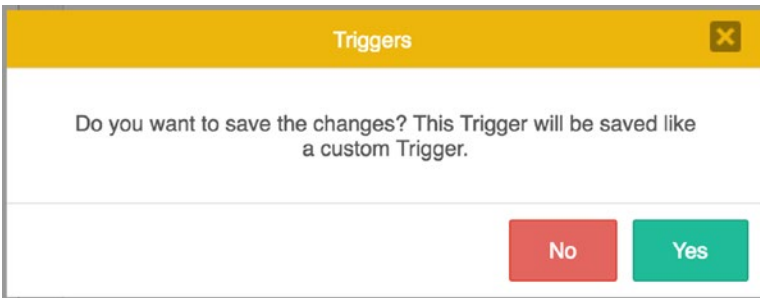 Triggers
Do you want to save the changes? This Trigger will be saved like
a custom Trigger.
No
Yes